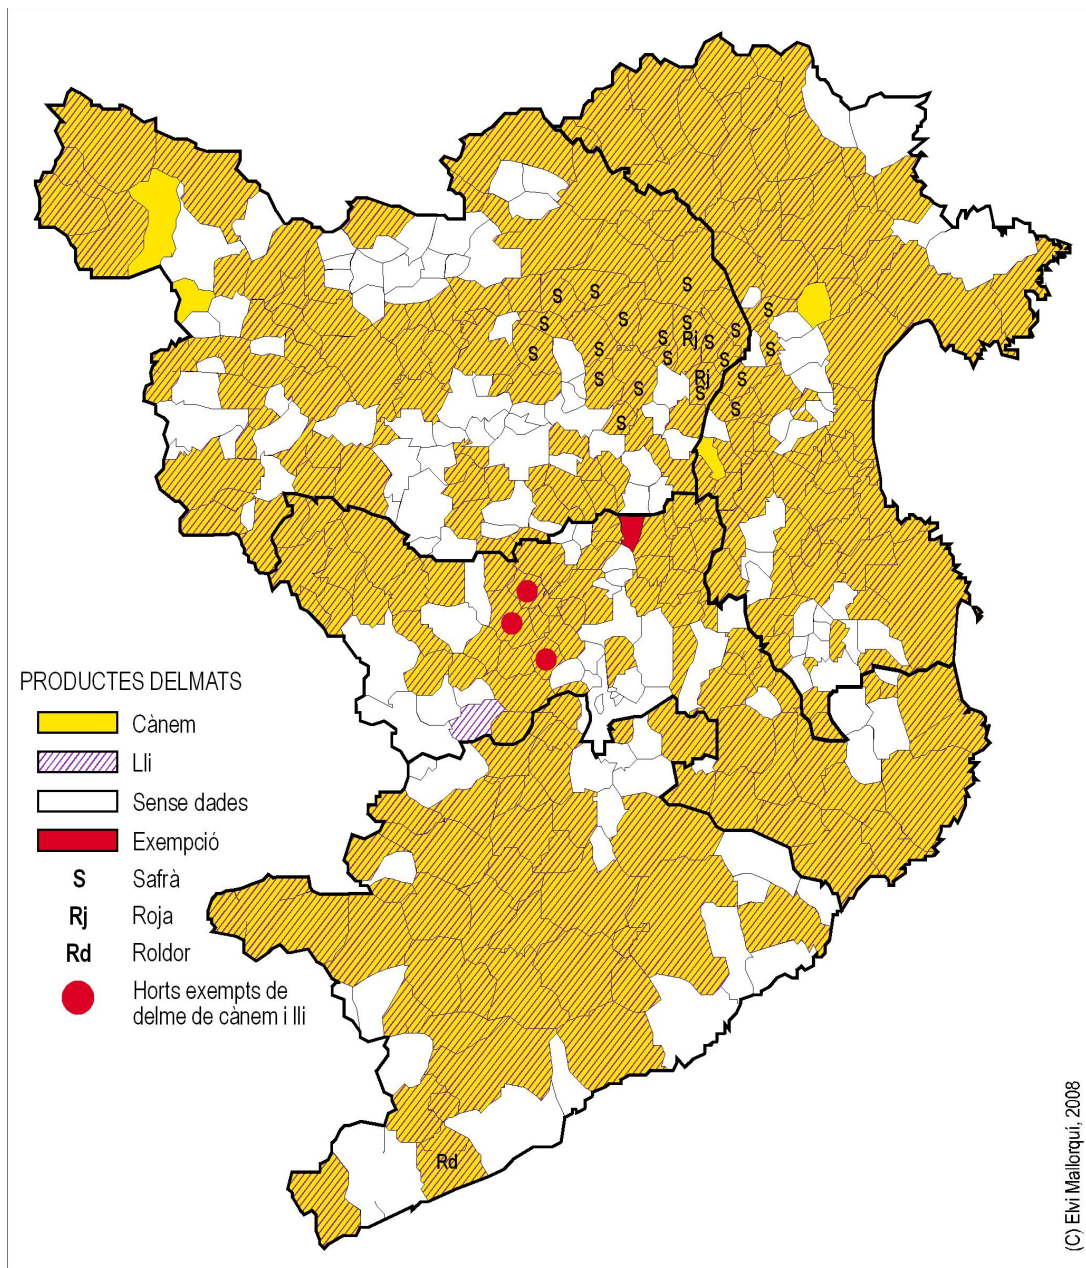 S
S
S
S
S
S
S
S
S
Rj
S
S
S
S
S
S
Rj
S
S
S
S
S
S
PRODUCTES DELMATS
Cànem
Lli
Sense dades
Exempció
S Safrà
Rj Roja
Rd Roldor
Horts exempts de
delme de cànem i lli
Rd
(C) Elvi Mallorquí, 2008